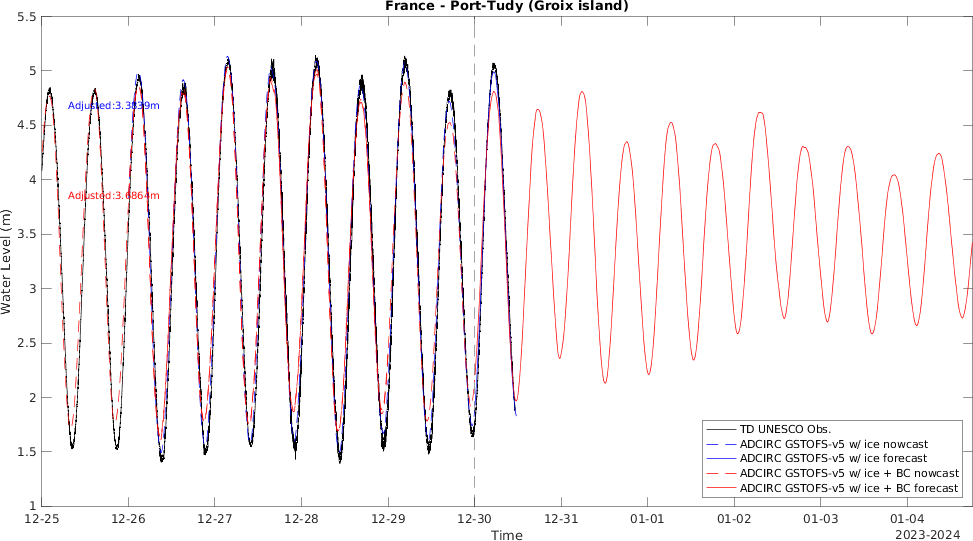 France - Port-Tudy (Groix island)
5.5
5
4.5
4
3.5
3
2.5
2
1.5
1
Water Level (m)
Adjusted:3.3839m
Adjusted:3.6864m
TD UNESCO Obs.
ADCIRC GSTOFS-v5 w/ ice nowcast
ADCIRC GSTOFS-v5 w/ ice forecast
ADCIRC GSTOFS-v5 w/ ice + BC nowcast
ADCIRC GSTOFS-v5 w/ ice + BC forecast
12-25 12-26 12-27 12-28 12-29 12-30 12-31 01-01 01-02 01-03 01-04
Time
2023-2024